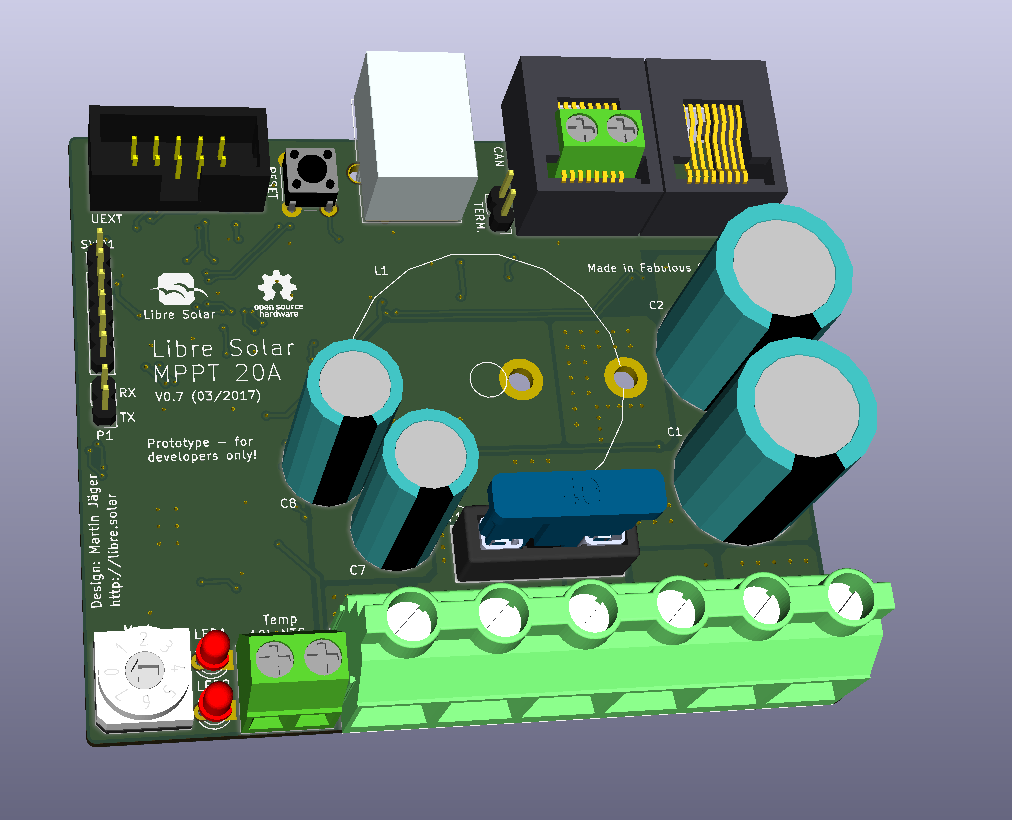 UEXT
RESET
CAN
TERM.
L1
Made in Fabulous
C2
Libre Solar
open source
hardware
Libre Solar
MPPT 20A
V0.7 (03/2017)
RX
TX
P1
C1
Prototype – for
developers only!
C8
C7
Design: Martin Jäger
http://libre.solar
Temp